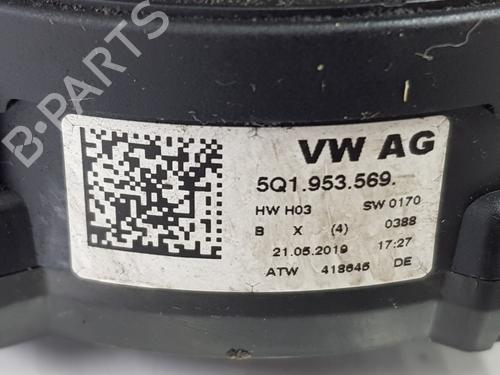 B-PARTS
VW AG
5Q1.953.569.
HW H03 SW 0170
B X (4) 0388
21.05.2019 17:27
ATW 418645 DE